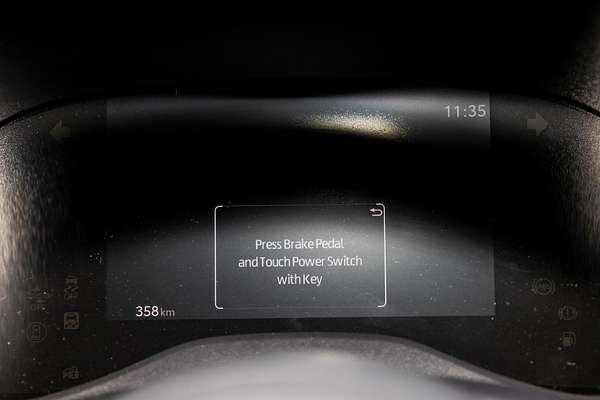 11:35
Press Brake Pedal
and Touch Power Switch
with Key
358 km